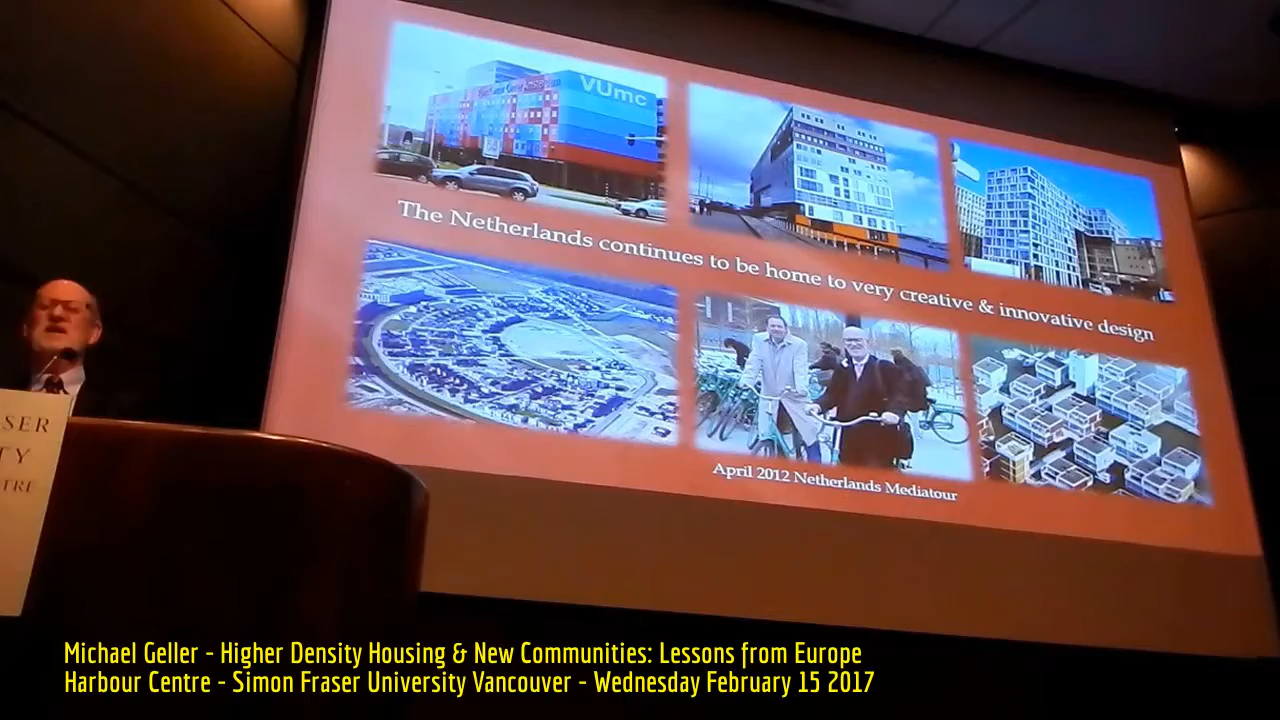 VUmc
The Netherlands continues to be home to very creative & innovative design
April 2012 Netherlands Mediatour
SER
TY
TRE
Michael Geller - Higher Density Housing & New Communities: Lessons from Europe
Harbour Centre - Simon Fraser University Vancouver - Wednesday February 15 2017